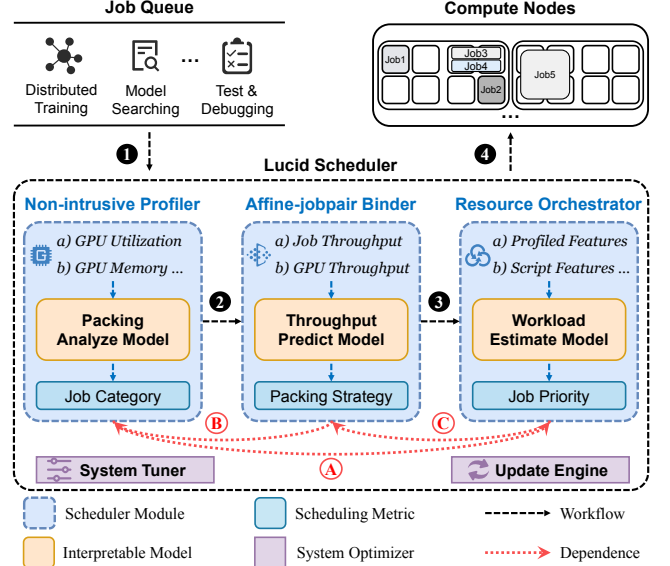 Job Queue
Compute Nodes
Distributed
Training
Model
Searching
...
Test &
Debugging
Job1
Job3
Job4
Job2
Job5
...
1
4
Lucid Scheduler
Non-intrusive Profiler
Affine-jobpair Binder
Resource Orchestrator
a) GPU Utilization
b) GPU Memory ...
a) Job Throughput
b) GPU Throughput
a) Profiled Features
b) Script Features ...
Packing
Analyze Model
2
Throughput
Predict Model
3
Workload
Estimate Model
Job Category
Packing Strategy
Job Priority
B
C
A
System Tuner
Update Engine
Scheduler Module
Scheduling Metric
Workflow
Interpretable Model
System Optimizer
Dependence